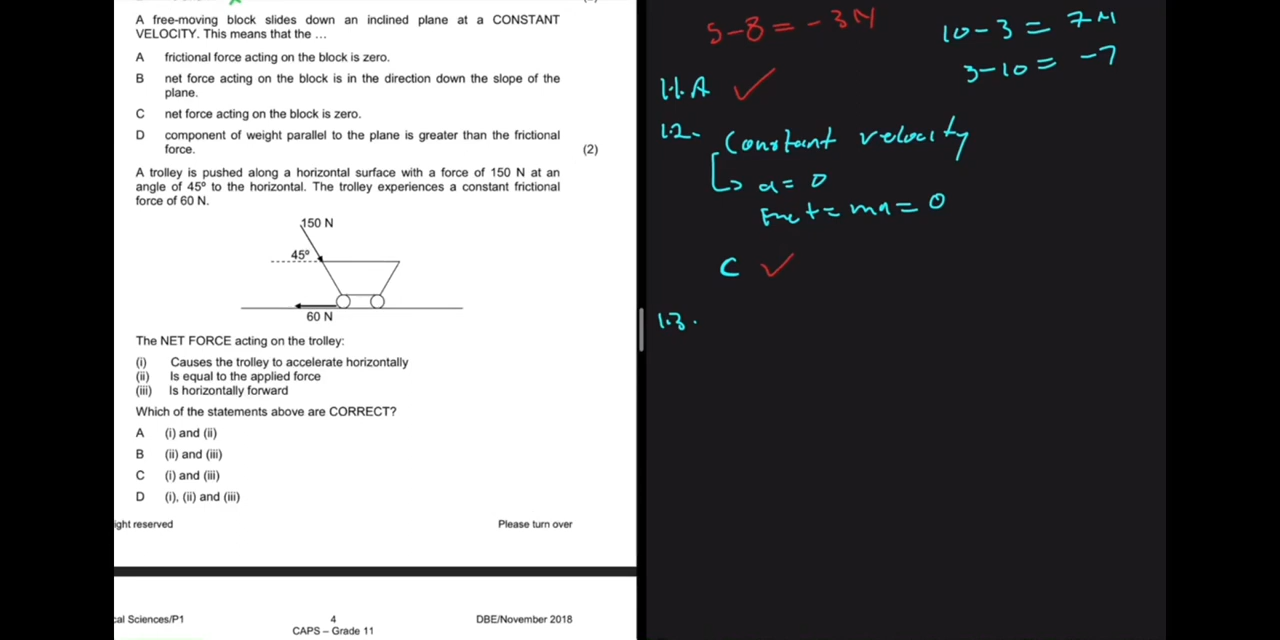 A free-moving block slides down an inclined plane at a CONSTANT
VELOCITY. This means that the …
A frictional force acting on the block is zero.
B net force acting on the block is in the direction down the slope of the
plane.
C net force acting on the block is zero.
D component of weight parallel to the plane is greater than the frictional
force. (2)
A trolley is pushed along a horizontal surface with a force of 150 N at an
angle of 45º to the horizontal. The trolley experiences a constant frictional
force of 60 N.
150 N
45º
60 N
The NET FORCE acting on the trolley:
(i) Causes the trolley to accelerate horizontally
(ii) Is equal to the applied force
(iii) Is horizontally forward
Which of the statements above are CORRECT?
A (i) and (ii)
B (ii) and (iii)
C (i) and (iii)
D (i), (ii) and (iii)
ight reserved Please turn over
cal Sciences/P1 4 DBE/November 2018
CAPS – Grade 11
5-8 = -3N
10-3 = 7N
3-10 = -7
1.1. A ✓
1.2. Constant velocity
↳ a = 0
Fnet = ma = 0
C ✓
1.3.